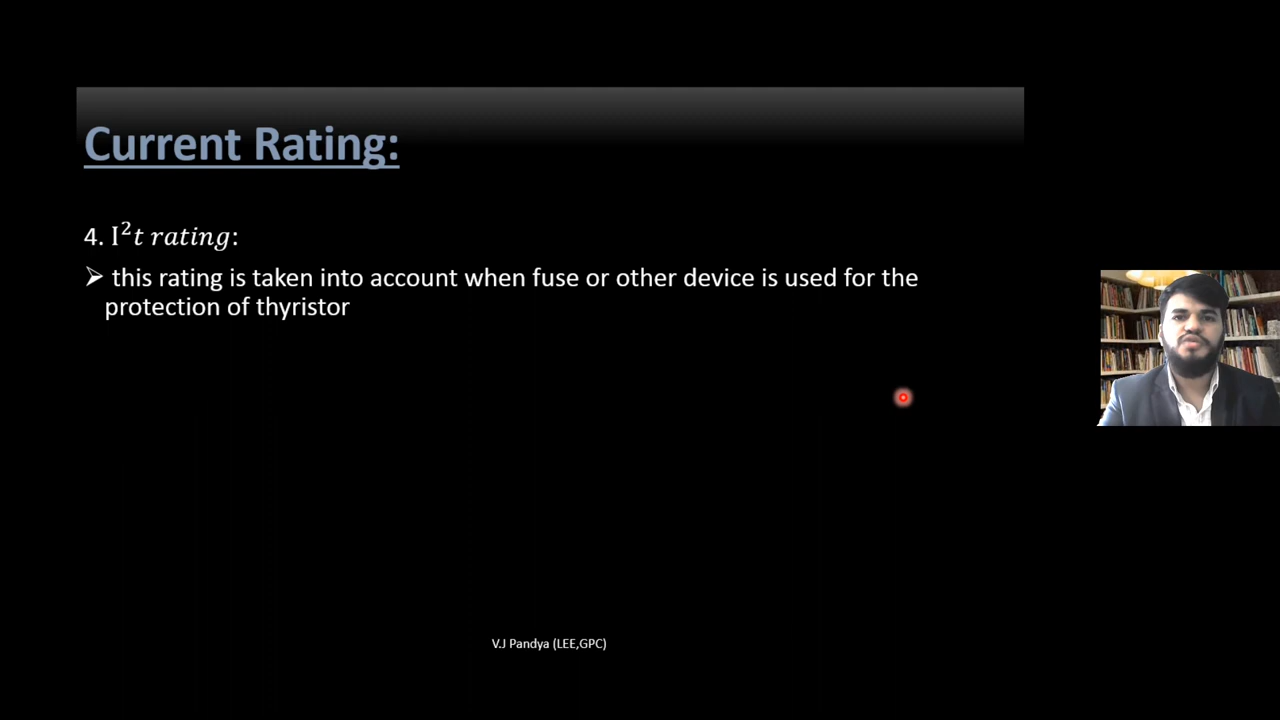 Current Rating:
4. I²t rating:
➢ this rating is taken into account when fuse or other device is used for the
protection of thyristor
V.J Pandya (LEE,GPC)